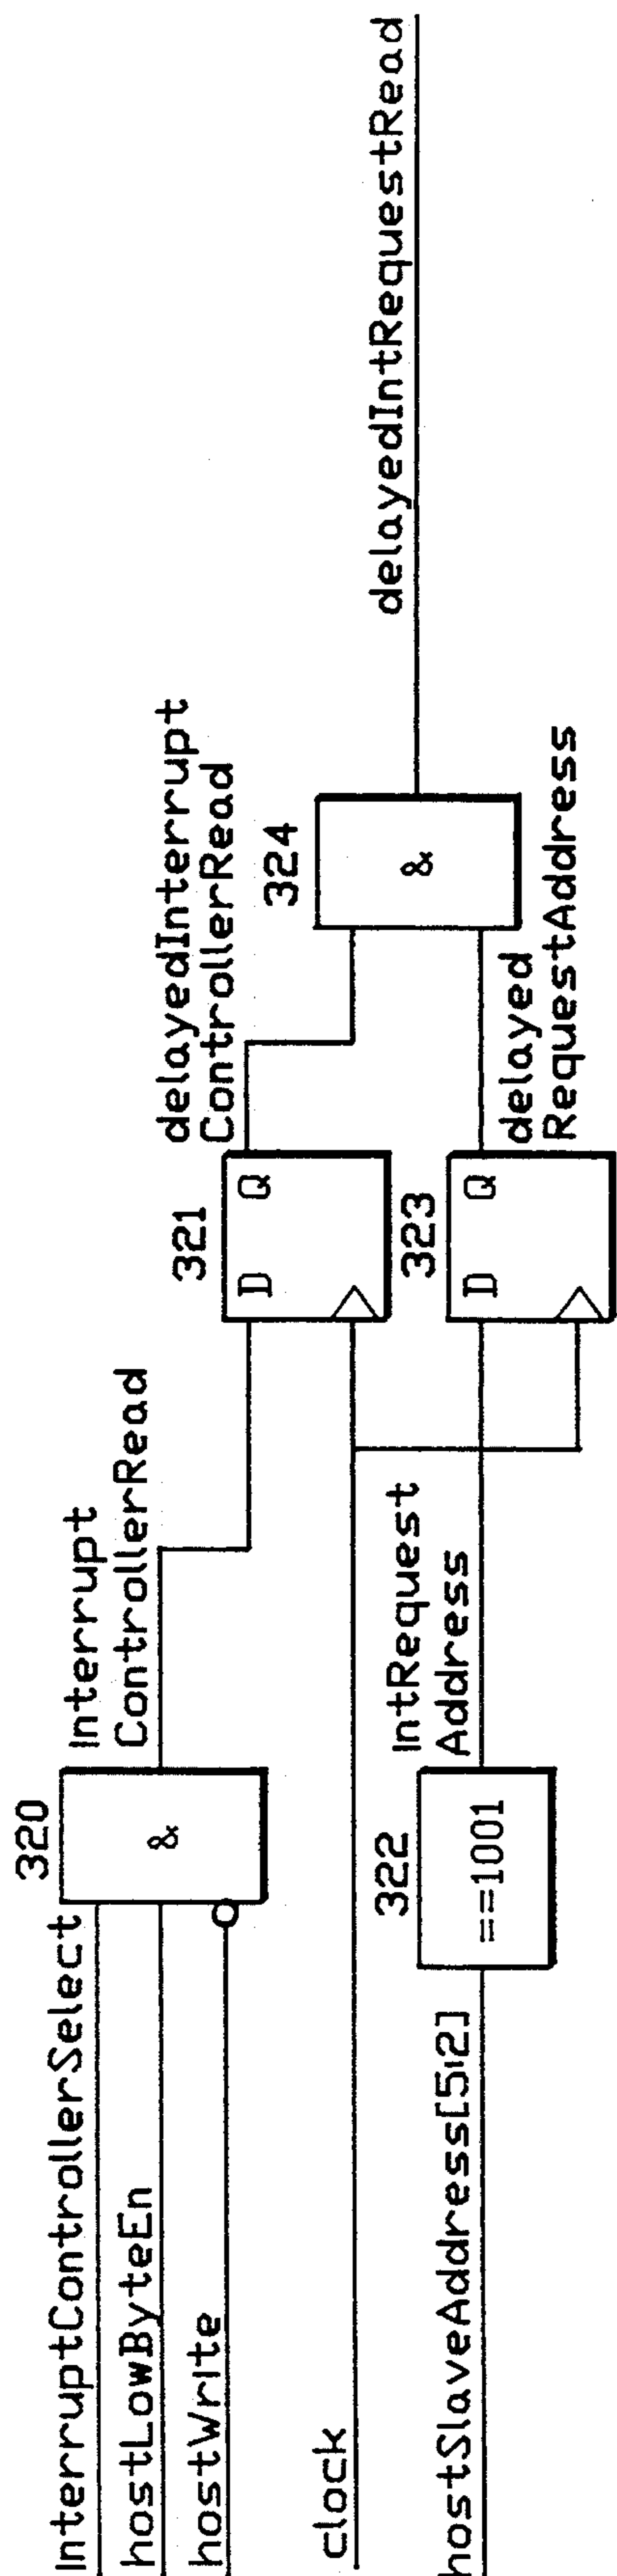 InterruptControllerSelect
hostLowByteEn
hostWrite
clock
hostSlaveAddress[5:2]
320
&
322
==1001
Interrupt
ControllerRead
IntRequest
Address
321
D Q
323
D Q
delayedInterrupt
ControllerRead
delayed
RequestAddress
324
&
delayedIntRequestRead